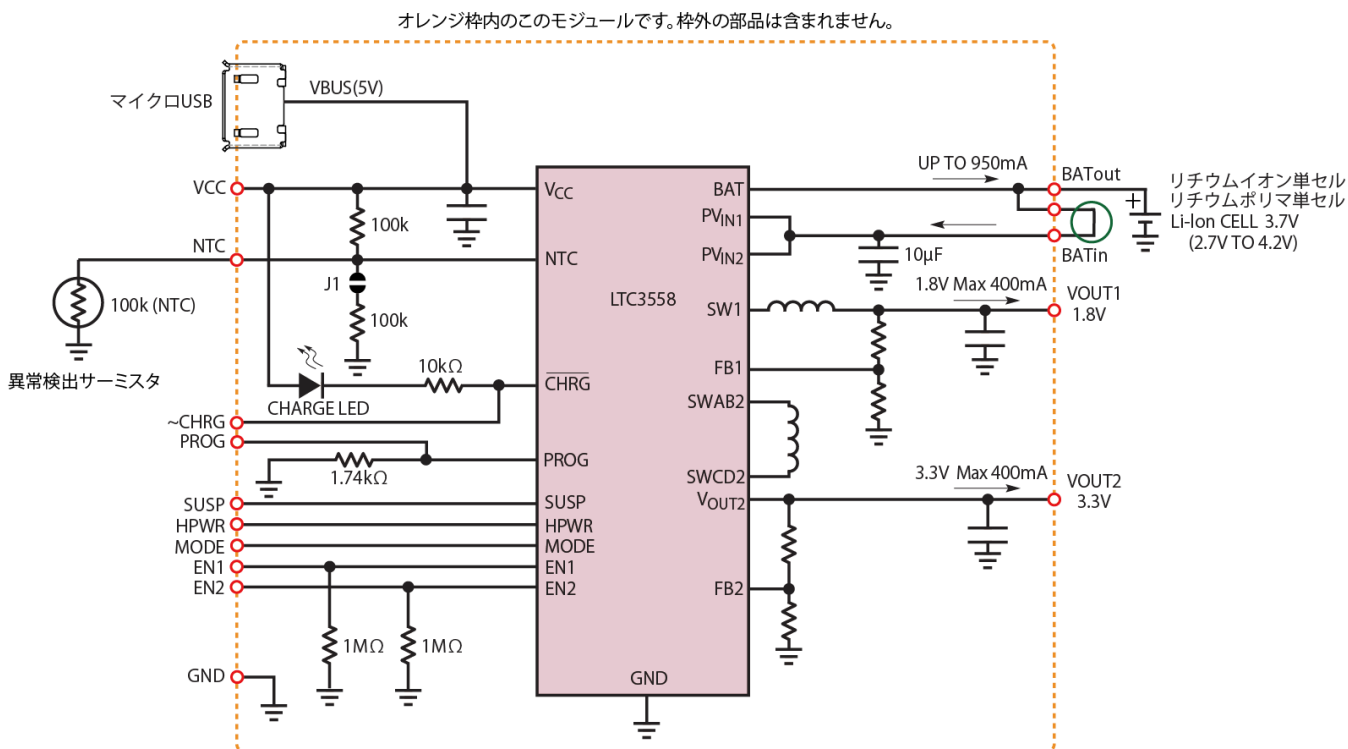 オレンジ枠内のこのモジュールです。枠外の部品は含まれません。
マイクロUSB
VBUS(5V)
VCC
NTC
100k
J1
100k
100k (NTC)
異常検出サーミスタ
10kΩ
CHARGE LED
~CHRG
PROG
1.74kΩ
SUSP
HPWR
MODE
EN1
EN2
1MΩ
1MΩ
GND
VCC
NTC
CHRG
PROG
SUSP
HPWR
MODE
EN1
EN2
LTC3558
GND
BAT
PVIN1
PVIN2
SW1
FB1
SWAB2
SWCD2
VOUT2
FB2
UP TO 950mA
BATout
+
リチウムイオン単セル
リチウムポリマ単セル
Li-Ion CELL 3.7V
(2.7V TO 4.2V)
10µF
BATin
1.8V Max 400mA
VOUT1
1.8V
3.3V Max 400mA
VOUT2
3.3V